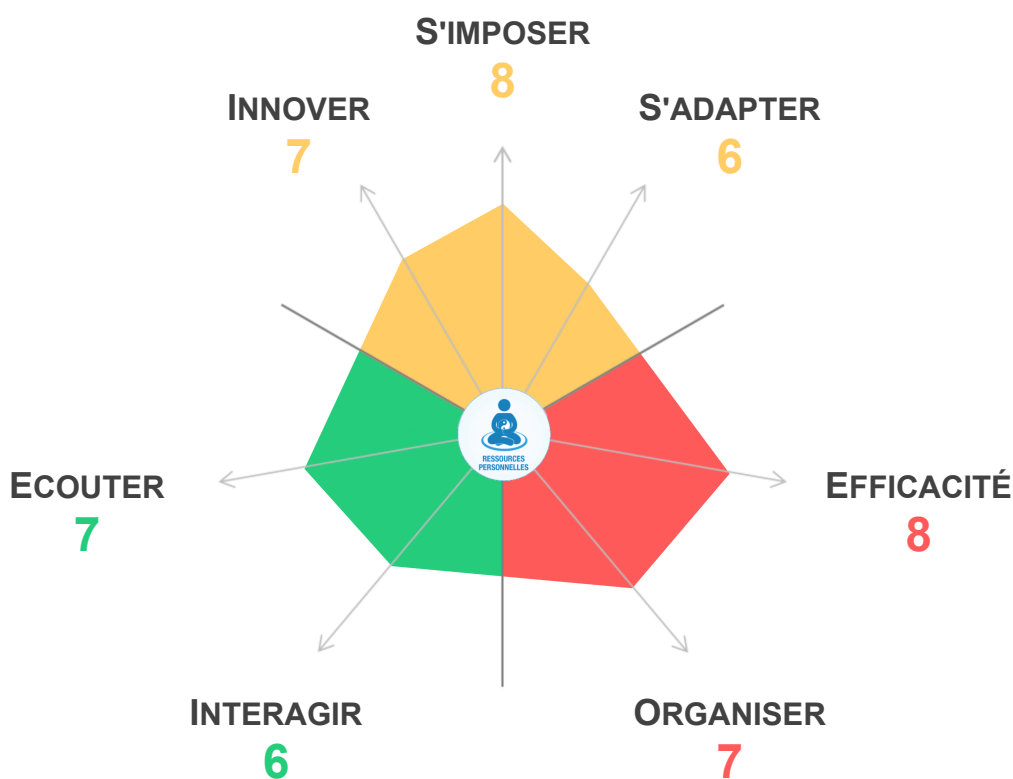 S'IMPOSER
8
INNOVER
7
S'ADAPTER
6
RESSOURCES
PERSONNELLES
ECOUTER
7
EFFICACITÉ
8
INTERAGIR
6
ORGANISER
7